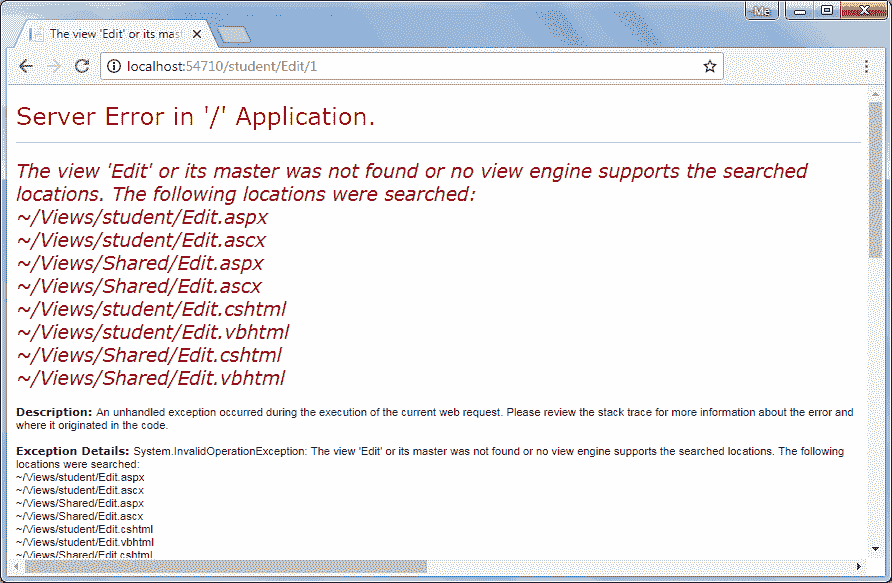 Me
The view 'Edit' or its mas
localhost:54710/student/Edit/1
Server Error in '/' Application.
The view 'Edit' or its master was not found or no view engine supports the searched
locations. The following locations were searched:
~/Views/student/Edit.aspx
~/Views/student/Edit.ascx
~/Views/Shared/Edit.aspx
~/Views/Shared/Edit.ascx
~/Views/student/Edit.cshtml
~/Views/student/Edit.vbhtml
~/Views/Shared/Edit.cshtml
~/Views/Shared/Edit.vbhtml
Description: An unhandled exception occurred during the execution of the current web request. Please review the stack trace for more information about the error and
where it originated in the code.
Exception Details: System.InvalidOperationException: The view 'Edit' or its master was not found or no view engine supports the searched locations. The following
locations were searched:
~/Views/student/Edit.aspx
~/Views/student/Edit.ascx
~/Views/Shared/Edit.aspx
~/Views/Shared/Edit.ascx
~/Views/student/Edit.cshtml
~/Views/student/Edit.vbhtml
~/Views/Shared/Edit.cshtml